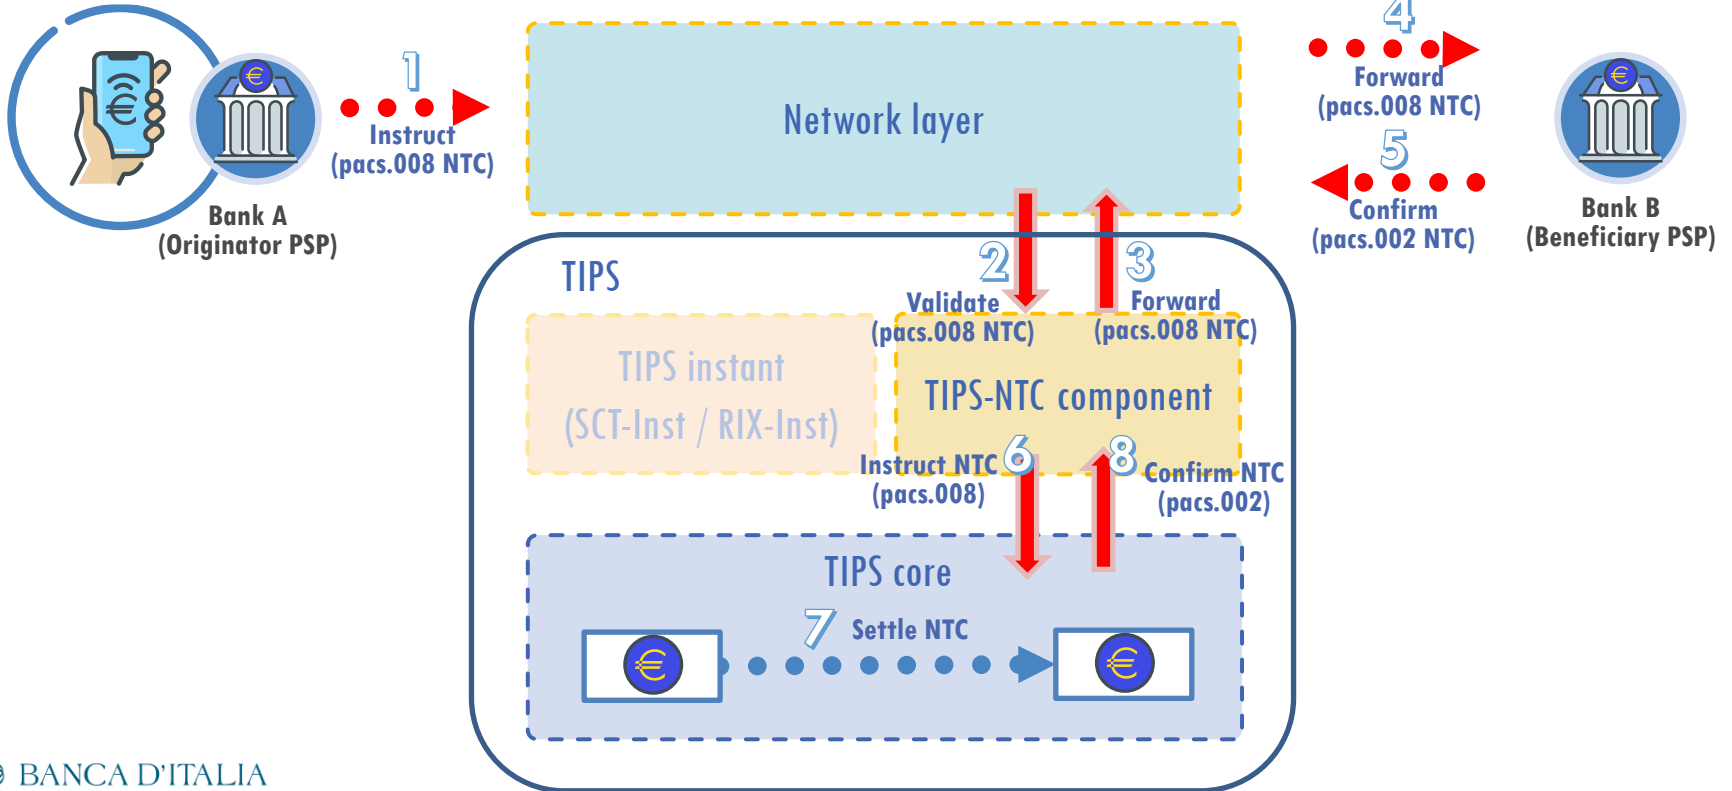 1
Instruct
(pacs.008 NTC)
Bank A
(Originator PSP)
Network layer
4
Forward
(pacs.008 NTC)
5
Confirm
(pacs.002 NTC)
Bank B
(Beneficiary PSP)
TIPS
2
Validate
(pacs.008 NTC)
3
Forward
(pacs.008 NTC)
TIPS instant
(SCT-Inst / RIX-Inst)
TIPS-NTC component
6
Instruct NTC
(pacs.008)
8
Confirm NTC
(pacs.002)
TIPS core
7
Settle NTC
€
€
€
€
€
BANCA D'ITALIA